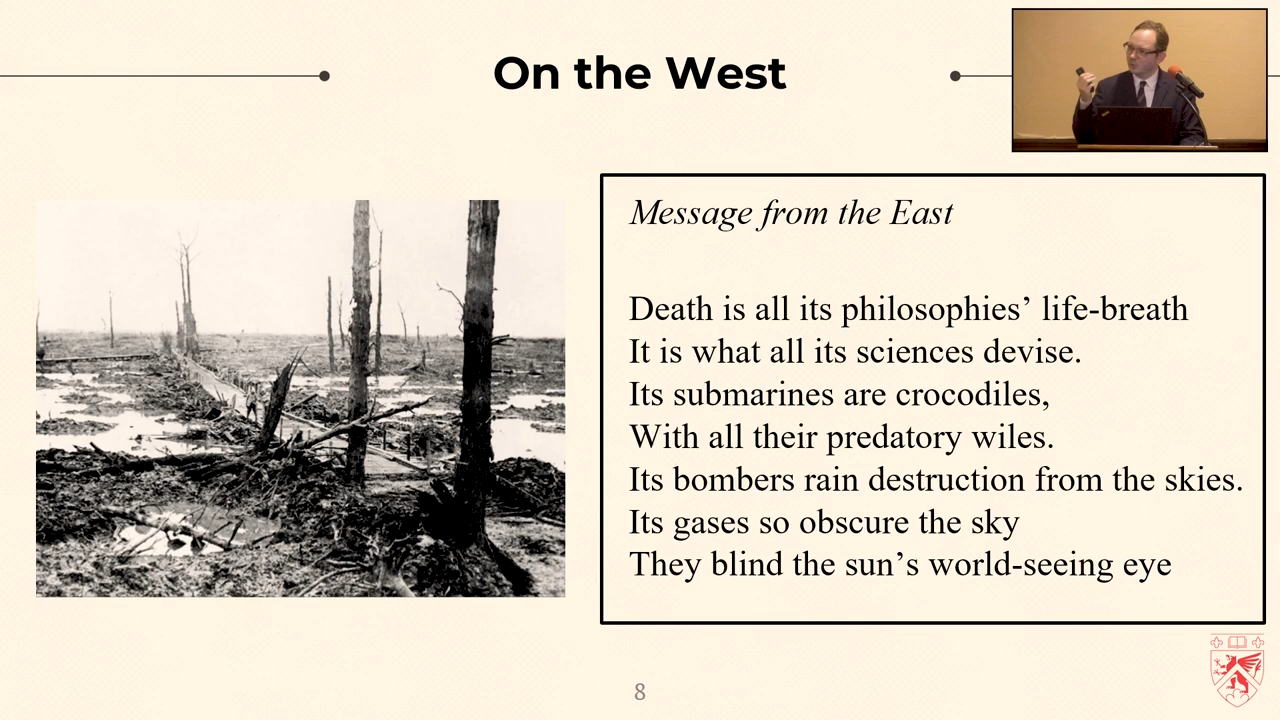 On the West
Message from the East
Death is all its philosophies’ life-breath
It is what all its sciences devise.
Its submarines are crocodiles,
With all their predatory wiles.
Its bombers rain destruction from the skies.
Its gases so obscure the sky
They blind the sun’s world-seeing eye
8